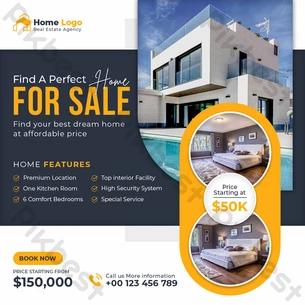 Home Logo
Real Estate Agency
Find A Perfect Home
FOR SALE
Find your best dream home
at affordable price
HOME FEATURES
Premium Location
One Kitchen Room
6 Comfort Bedrooms
Top interior Facility
High Security System
Special Service
Price
Starting at
$50K
BOOK NOW
PRICE STARTING FROM
$150,000
Call us More information
+00 123 456 789